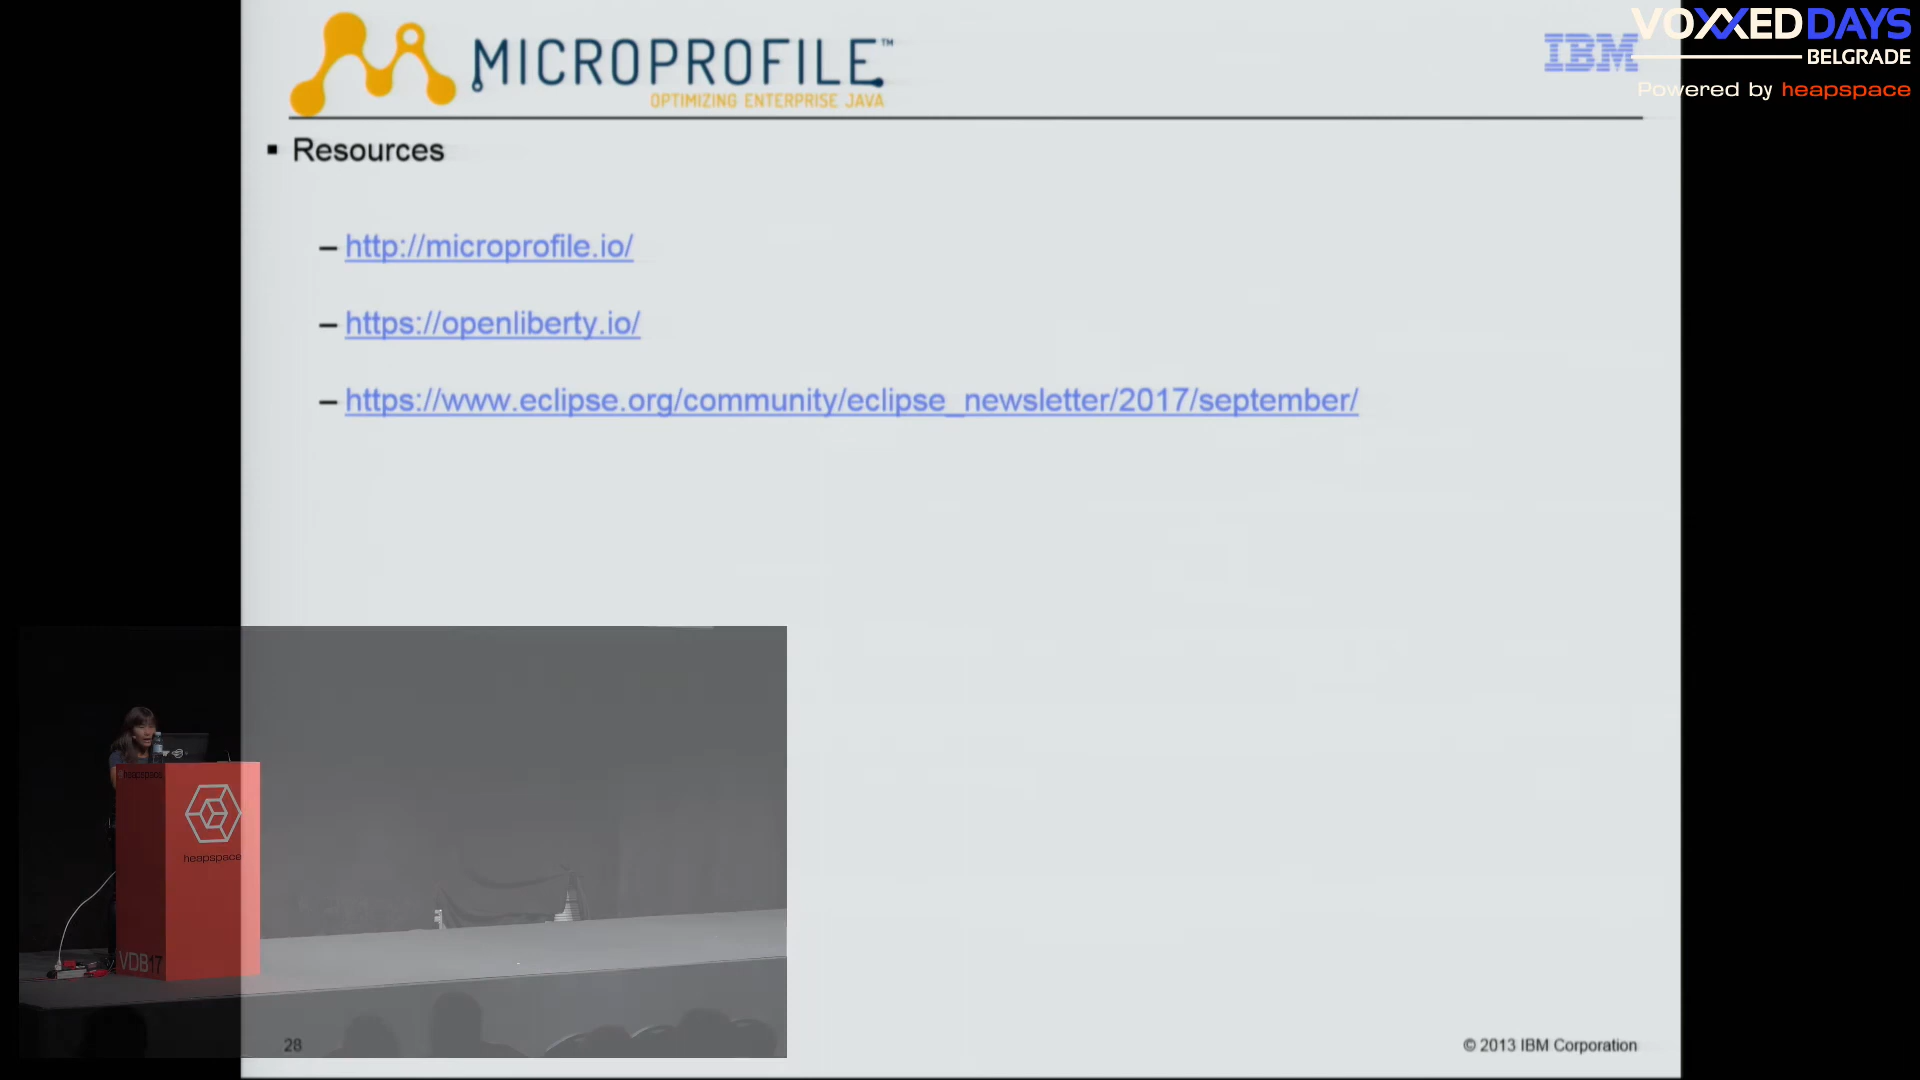 MICROPROFILE™
OPTIMIZING ENTERPRISE JAVA
IBM
VOXXED DAYS
BELGRADE
Powered by heapspace
▪ Resources
– http://microprofile.io/
– https://openliberty.io/
– https://www.eclipse.org/community/eclipse_newsletter/2017/september/
heapspace
heapspace
VDB17
28
© 2013 IBM Corporation